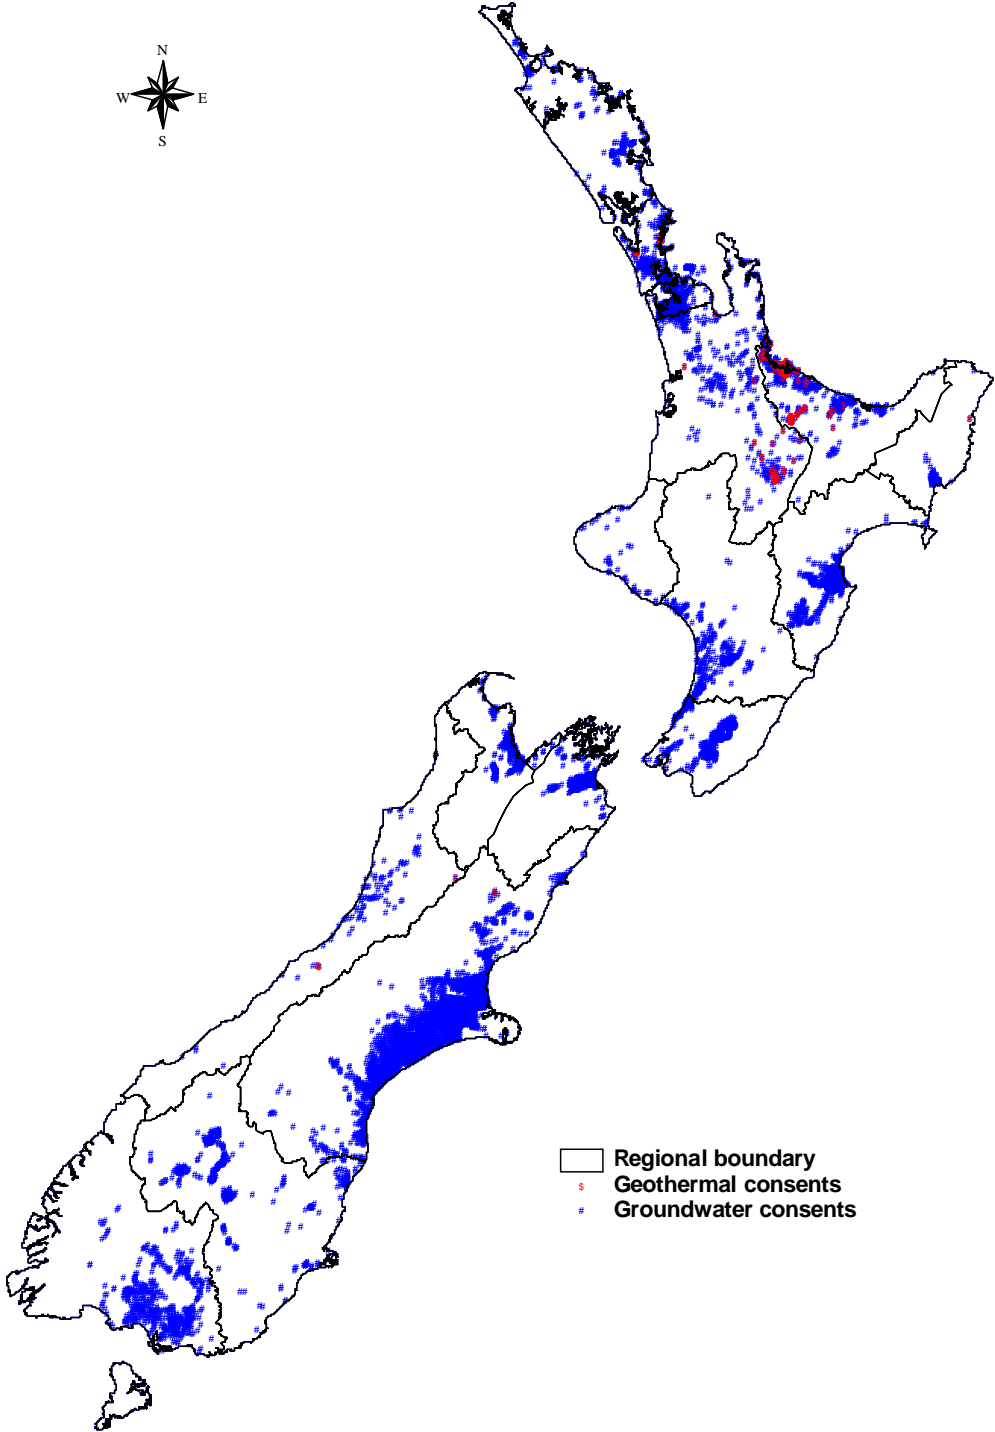 N
W E
S
Regional boundary
$ Geothermal consents
# Groundwater consents